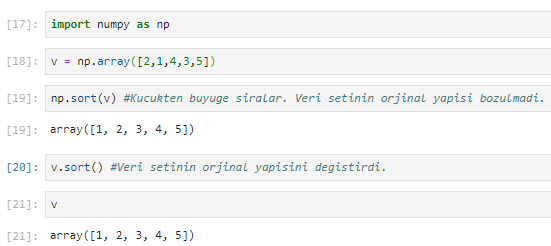 [17]: import numpy as np
[18]: v = np.array([2,1,4,3,5])
[19]: np.sort(v) #Kucukten buyuge siralar. Veri setinin orjinal yapisi bozulmadi.
[19]: array([1, 2, 3, 4, 5])
[20]: v.sort() #Veri setinin orjinal yapisini degistirdi.
[21]: v
[21]: array([1, 2, 3, 4, 5])